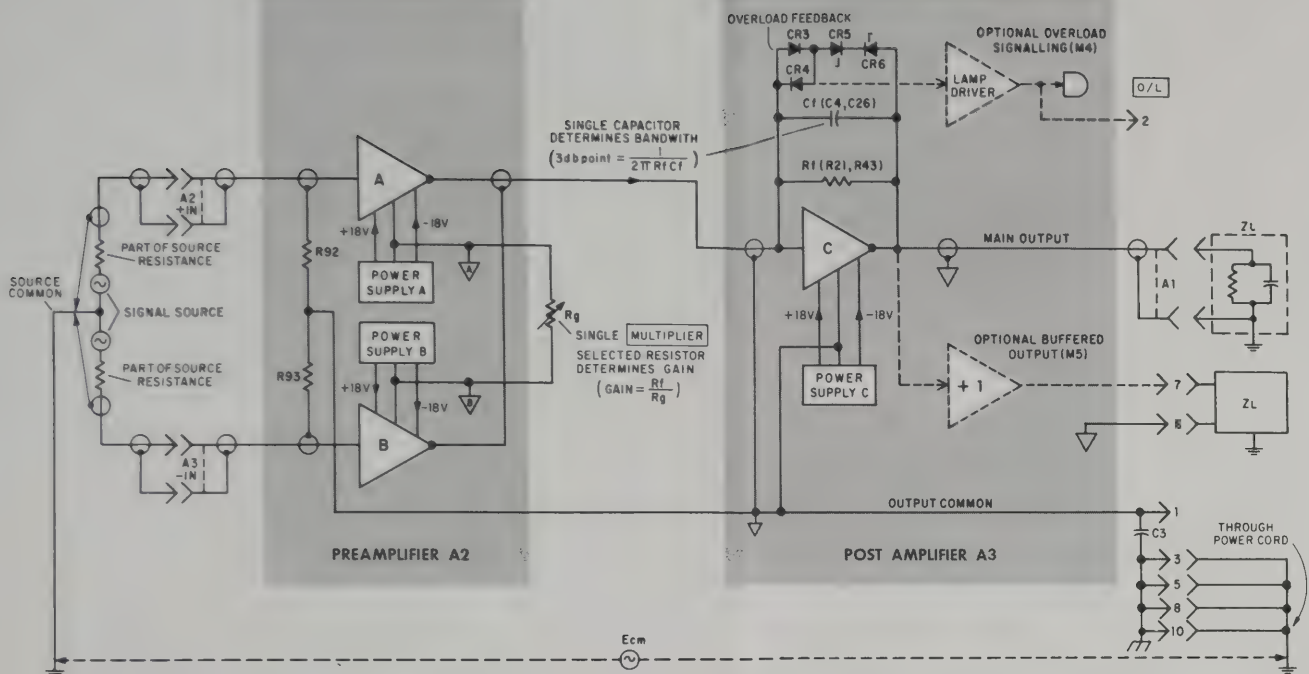 OVERLOAD FEEDBACK
CR3
CR5
r
CR4
J
CR6
OPTIONAL OVERLOAD
SIGNALLING (M4)
LAMP
DRIVER
O/L
2
Cf (C4, C26)
SINGLE CAPACITOR
DETERMINES BANDWITH
(3db point = 1
2π Rf Cf)
Rf (R21, R43)
A
A2
+IN
+18V
-18V
PART OF SOURCE
RESISTANCE
R92
A
POWER
SUPPLY A
SOURCE
COMMON
SIGNAL SOURCE
Rg
SINGLE MULTIPLIER
SELECTED RESISTOR
DETERMINES GAIN
(GAIN = Rf
Rg)
POWER
SUPPLY B
PART OF SOURCE
RESISTANCE
R93
+18V
-18V
B
B
A3
-IN
C
MAIN OUTPUT
ZL
A1
+18V
-18V
POWER
SUPPLY C
OPTIONAL BUFFERED
OUTPUT (M5)
+1
7
ZL
OUTPUT COMMON
1
C3
THROUGH
POWER CORD
3
5
8
10
PREAMPLIFIER A2
POST AMPLIFIER A3
Ecm